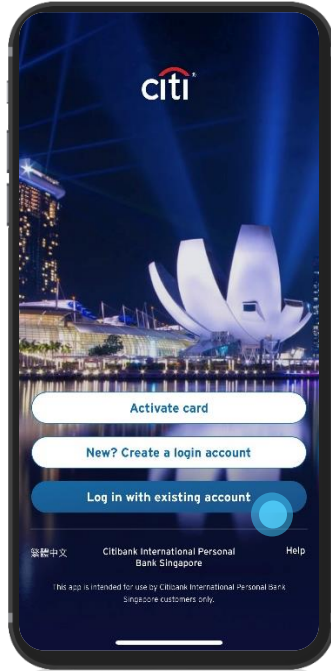 citi
Activate card
New? Create a login account
Log in with existing account
繁體中文
Citibank International Personal
Bank Singapore
Help
This app is intended for use by Citibank International Personal Bank
Singapore customers only.